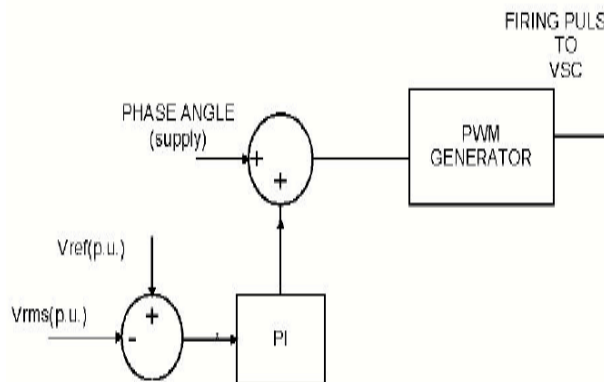 FIRING PULS
TO
VSC
PHASE ANGLE
(supply)
+
+
PWM
GENERATOR
Vref(p.u.)
Vrms(p.u.)
+
-
PI